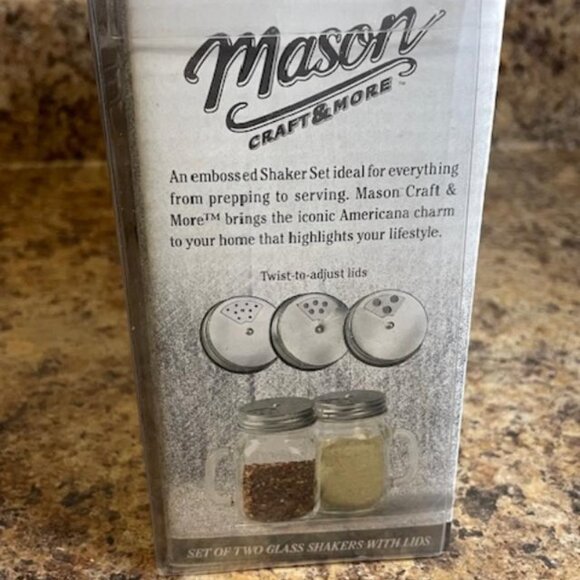 Mason
CRAFT & MORE™
An embossed Shaker Set ideal for everything
from prepping to serving. Mason Craft &
More™ brings the iconic Americana charm
to your home that highlights your lifestyle.
Twist-to-adjust lids
SET OF TWO GLASS SHAKERS WITH LIDS